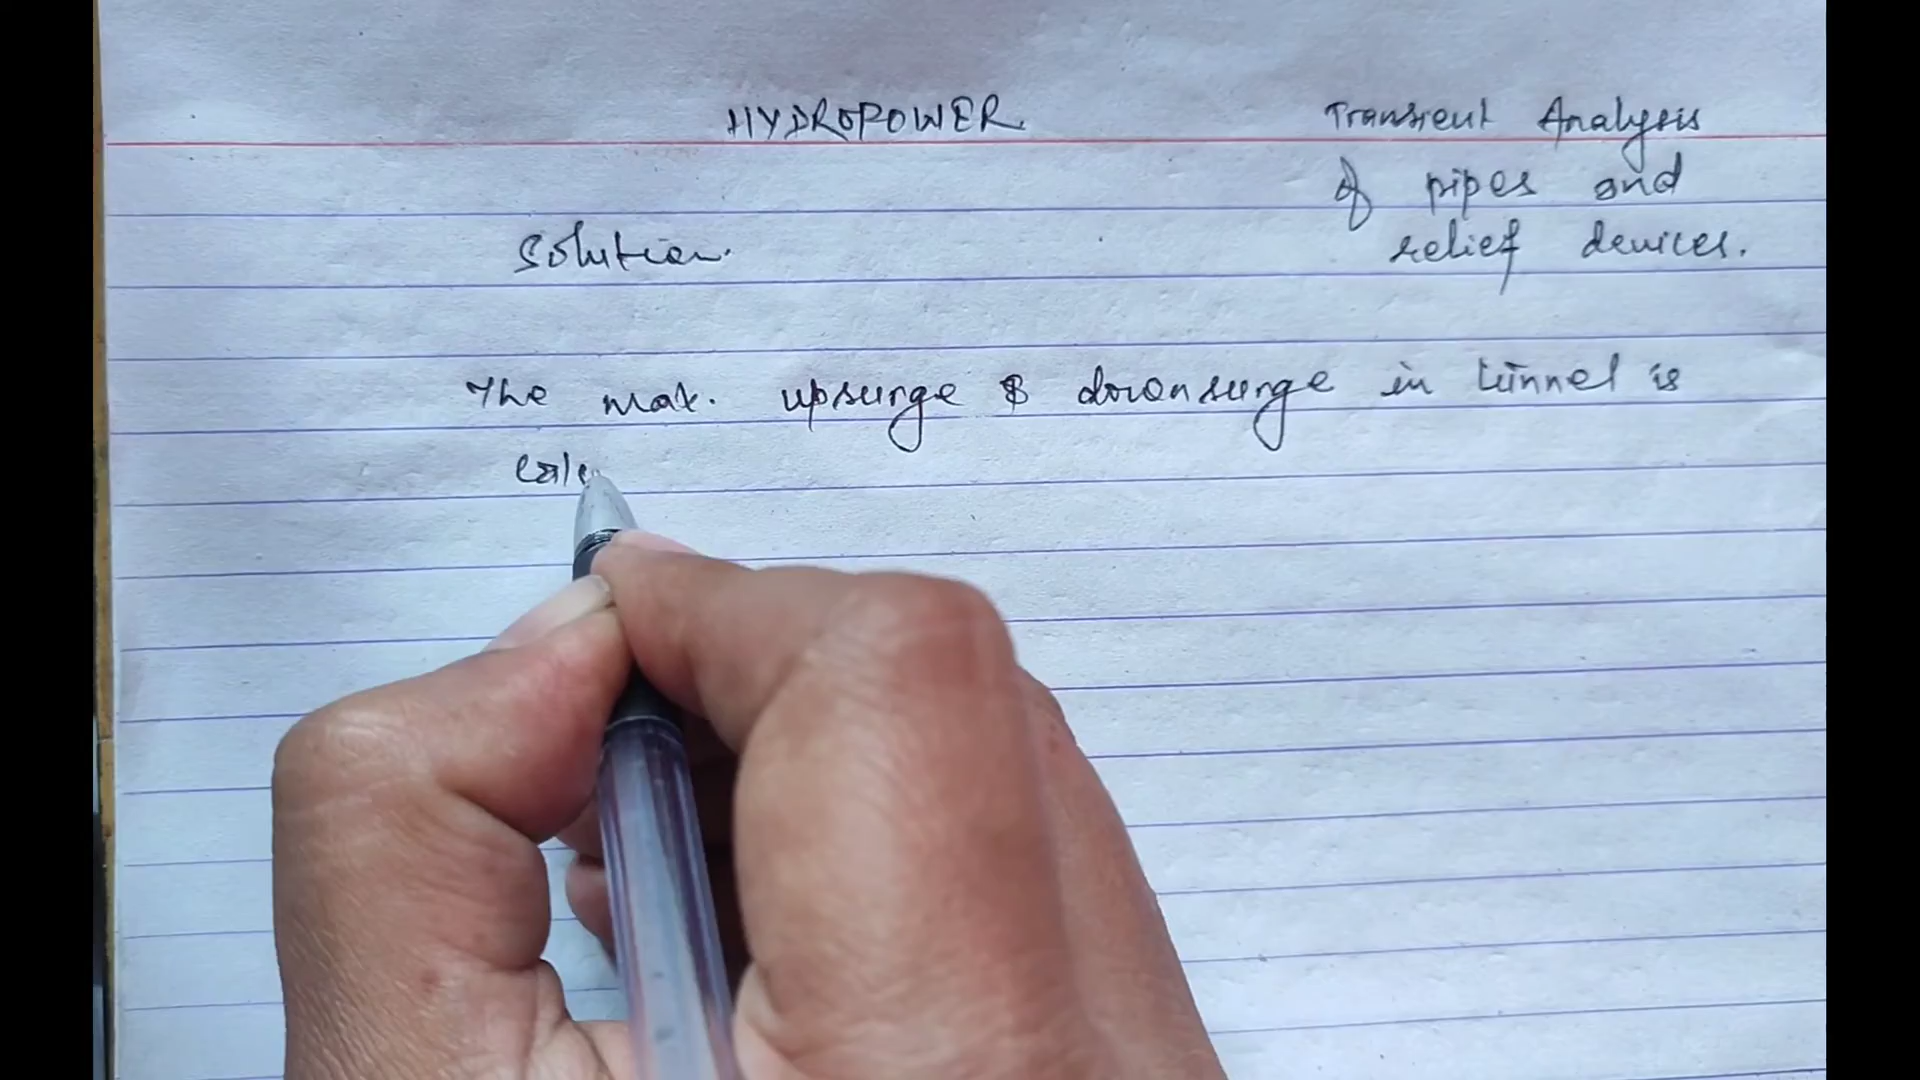 HYDROPOWER
Transient Analysis
of pipes and
relief devices.
Solution.
The max. upsurge & downsurge in tunnel is
calc